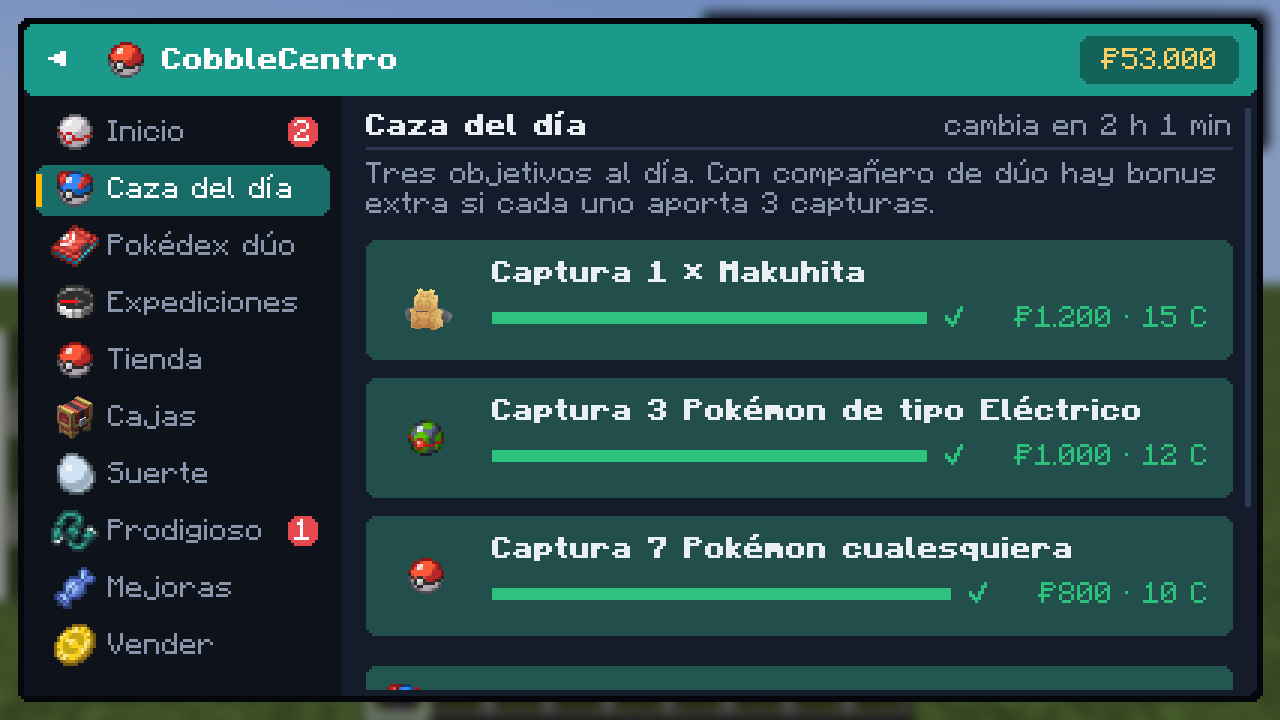 CobbleCentro
₽53.000
Inicio 2
Caza del día
Pokédex dúo
Expediciones
Tienda
Cajas
Suerte
Prodigioso 1
Mejoras
Vender
Caza del día
cambia en 2 h 1 min
Tres objetivos al día. Con compañero de dúo hay bonus
extra si cada uno aporta 3 capturas.
Captura 1 × Makuhita
✓ ₽1.200 · 15 C
Captura 3 Pokémon de tipo Eléctrico
✓ ₽1.000 · 12 C
Captura 7 Pokémon cualesquiera
✓ ₽800 · 10 C